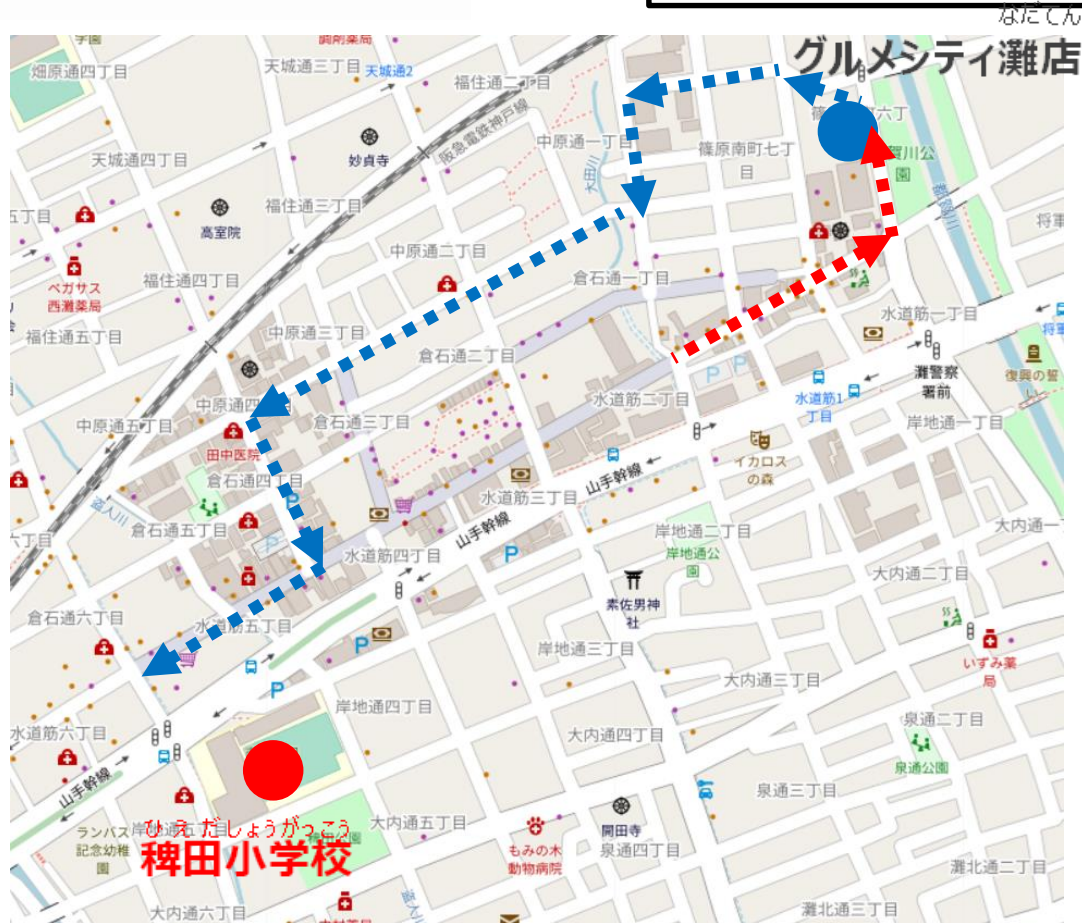 なだてん
グルメシティ灘店
学園
調剤薬局
畑原通四丁目
天城通三丁目
天城通2
福住通二丁目
阪急電鉄神戸線
妙貞寺
中原通一丁目
大田川
篠原南町七丁
目
賀川公
園
都賀川
天城通四丁目
五丁目
福住通三丁目
高室院
将軍
中原通二丁目
ペガサス
西灘薬局
福住通四丁目
倉石通一丁目
福住通五丁目
中原通三丁目
水道筋一丁目
将軍
倉石通二丁目
灘警察
署前
復興の誓
い
P
P
中原通四
水道筋二丁目
水道筋1
丁目
中原通五丁目
倉石通三丁目
岸地通一丁目
田中医院
イカロス
の森
倉石通四丁目
山手幹線
水道筋三丁目
P
倉石通五丁目
山手幹線
岸地通二丁目
大内通一
六丁目
P
水道筋四丁目
P
岸地通公
園
大内通二丁目
素佐男神
社
倉石通六丁目
水道筋五丁目
P
岸地通三丁目
いずみ薬
局
P
大内通三丁目
岸地通四丁目
泉通二丁目
水道筋六丁目
大内通四丁目
泉通公園
山手幹線
泉通三丁目
ランバス
記念幼稚
園
ひえだしょうがっこう
稗田小学校
大内通五丁目
もみの木
動物病院
開田寺
泉通四丁目
灘北通二丁目
大内通六丁目
灘北通三丁目